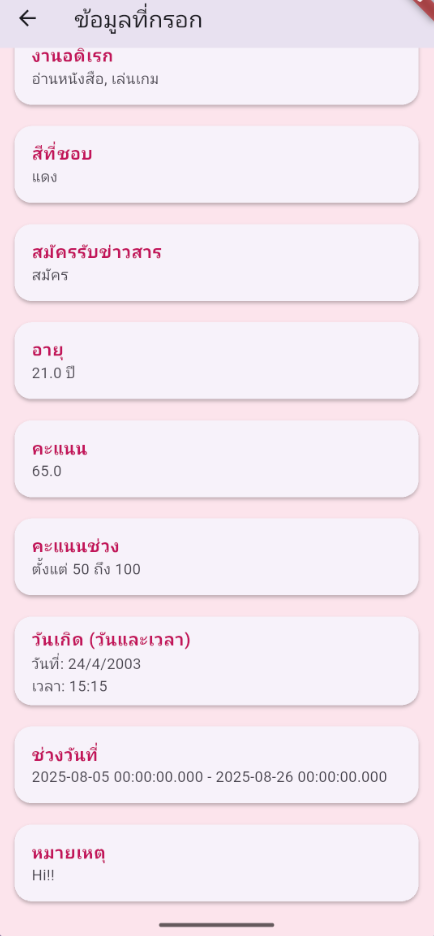 ข้อมูลที่กรอก
งานอดิเรก
อ่านหนังสือ, เล่นเกม
สีที่ชอบ
แดง
สมัครรับข่าวสาร
สมัคร
อายุ
21.0 ปี
คะแนน
65.0
คะแนนช่วง
ตั้งแต่ 50 ถึง 100
วันเกิด (วันและเวลา)
วันที่: 24/4/2003
เวลา: 15:15
ช่วงวันที่
2025-08-05 00:00:00.000 - 2025-08-26 00:00:00.000
หมายเหตุ
Hi!!